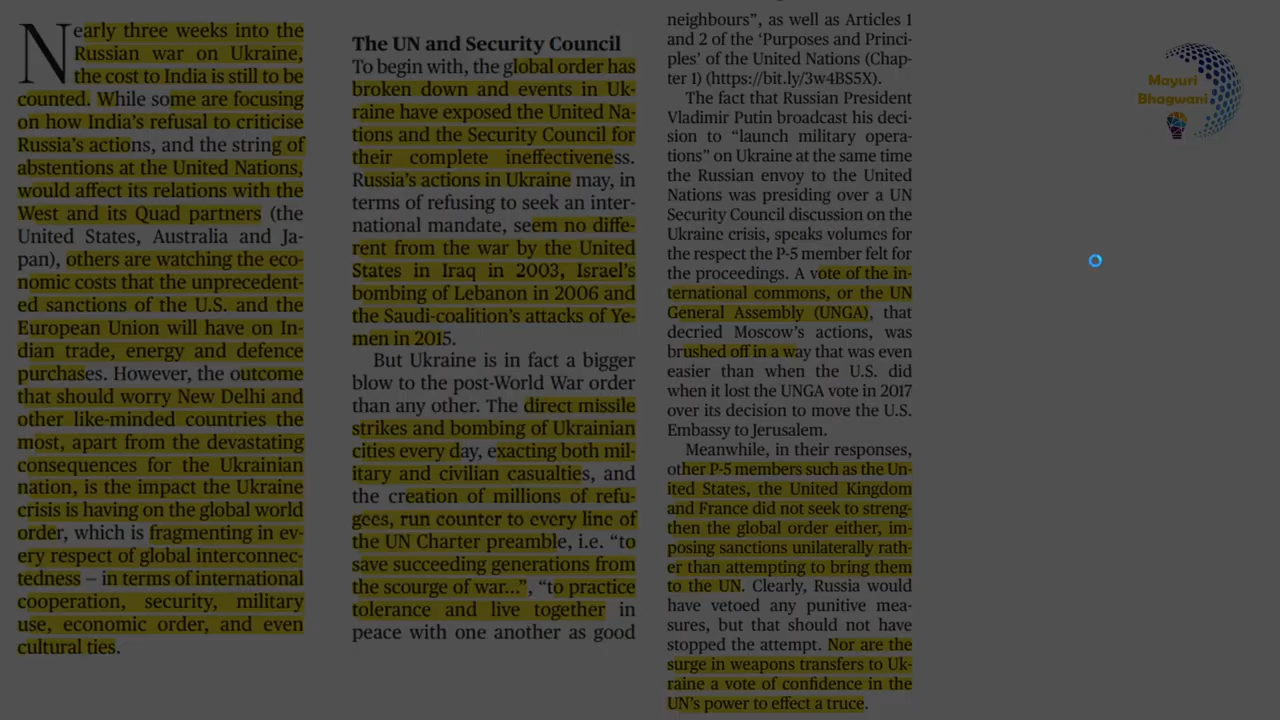 Nearly three weeks into the
Russian war on Ukraine,
the cost to India is still to be
counted. While some are focusing
on how India's refusal to criticise
Russia's actions, and the string of
abstentions at the United Nations,
would affect its relations with the
West and its Quad partners (the
United States, Australia and Ja-
pan), others are watching the eco-
nomic costs that the unprecedent-
ed sanctions of the U.S. and the
European Union will have on In-
dian trade, energy and defence
purchases. However, the outcome
that should worry New Delhi and
other like-minded countries the
most, apart from the devastating
consequences for the Ukrainian
nation, is the impact the Ukraine
crisis is having on the global world
order, which is fragmenting in ev-
ery respect of global interconnec-
tedness – in terms of international
cooperation, security, military
use, economic order, and even
cultural ties.
The UN and Security Council
To begin with, the global order has
broken down and events in Uk-
raine have exposed the United Na-
tions and the Security Council for
their complete ineffectiveness.
Russia's actions in Ukraine may, in
terms of refusing to seek an inter-
national mandate, seem no diffe-
rent from the war by the United
States in Iraq in 2003, Israel's
bombing of Lebanon in 2006 and
the Saudi-coalition's attacks of Ye-
men in 2015.
But Ukraine is in fact a bigger
blow to the post-World War order
than any other. The direct missile
strikes and bombing of Ukrainian
cities every day, exacting both mil-
itary and civilian casualties, and
the creation of millions of refu-
gees, run counter to every line of
the UN Charter preamble, i.e. “to
save succeeding generations from
the scourge of war...”, “to practice
tolerance and live together in
peace with one another as good
neighbours”, as well as Articles 1
and 2 of the ‘Purposes and Princi-
ples’ of the United Nations (Chap-
ter 1) (https://bit.ly/3w4BS5X).
The fact that Russian President
Vladimir Putin broadcast his deci-
sion to “launch military opera-
tions” on Ukraine at the same time
the Russian envoy to the United
Nations was presiding over a UN
Security Council discussion on the
Ukraine crisis, speaks volumes for
the respect the P-5 member felt for
the proceedings. A vote of the in-
ternational commons, or the UN
General Assembly (UNGA), that
decried Moscow's actions, was
brushed off in a way that was even
easier than when the U.S. did
when it lost the UNGA vote in 2017
over its decision to move the U.S.
Embassy to Jerusalem.
Meanwhile, in their responses,
other P-5 members such as the Un-
ited States, the United Kingdom
and France did not seek to streng-
then the global order either, im-
posing sanctions unilaterally rath-
er than attempting to bring them
to the UN. Clearly, Russia would
have vetoed any punitive mea-
sures, but that should not have
stopped the attempt. Nor are the
surge in weapons transfers to Uk-
raine a vote of confidence in the
UN's power to effect a truce.
Mayuri
Bhagwani